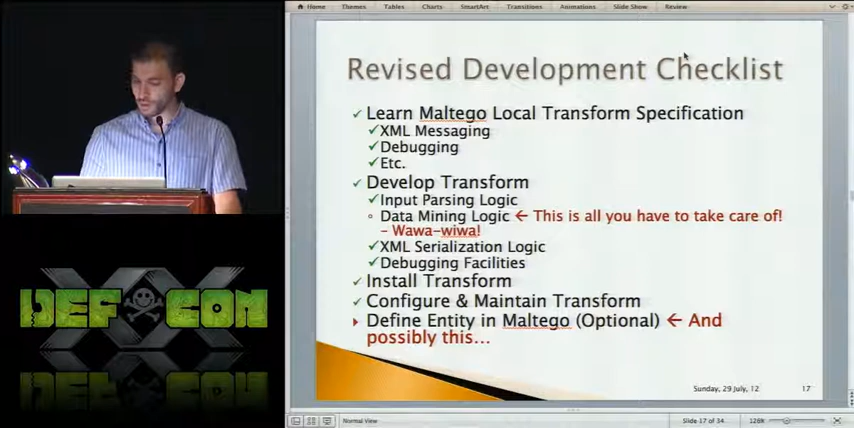 Home Themes Tables Charts SmartArt Transitions Animations Slide Show Review
Revised Development Checklist
Learn Maltego Local Transform Specification
XML Messaging
Debugging
Etc.
Develop Transform
Input Parsing Logic
Data Mining Logic ← This is all you have to take care of!
- Wawa-wiwa!
XML Serialization Logic
Debugging Facilities
Install Transform
Configure & Maintain Transform
Define Entity in Maltego (Optional) ← And
possibly this...
Sunday, 29 July, 12 17
DEFCON
XX
Normal View Slide 17 of 34 128%